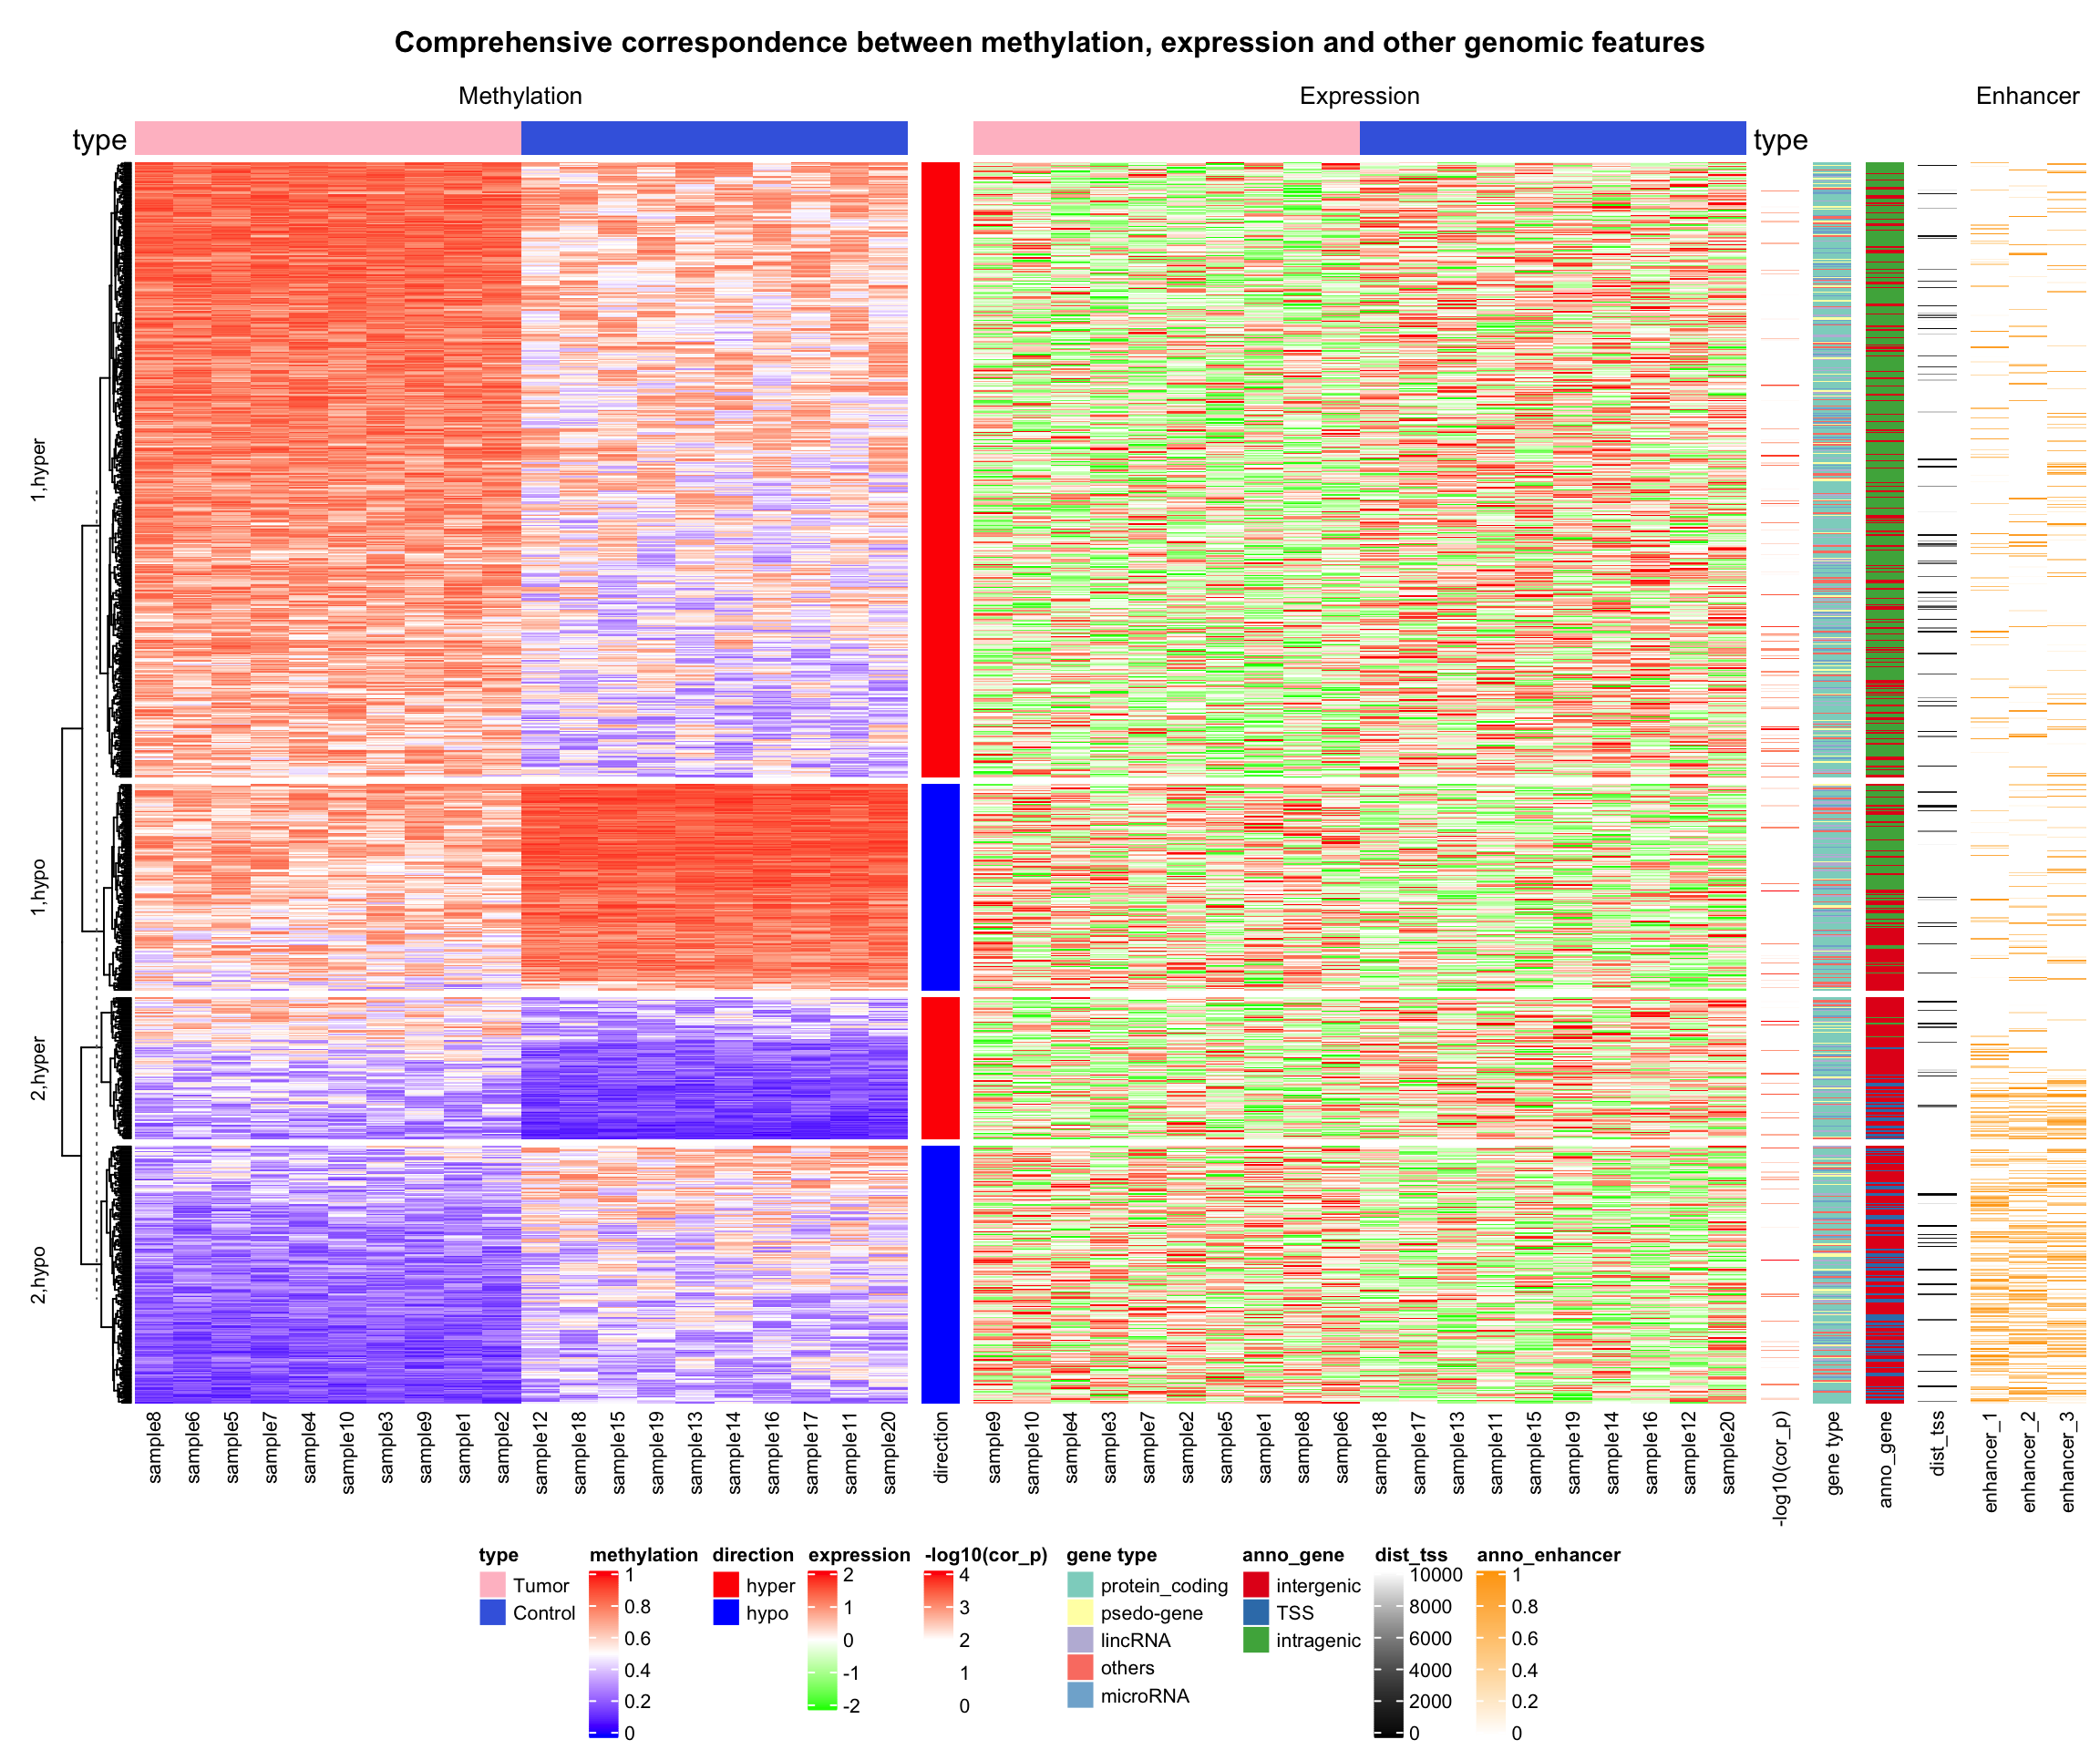 Comprehensive correspondence between methylation, expression and other genomic features
Methylation
Expression
Enhancer
type
type
1,hyper
1,hypo
2,hyper
2,hypo
sample8
sample6
sample5
sample7
sample4
sample10
sample3
sample9
sample1
sample2
sample12
sample18
sample15
sample19
sample13
sample14
sample16
sample17
sample11
sample20
direction
sample9
sample10
sample4
sample3
sample7
sample2
sample5
sample1
sample8
sample6
sample18
sample17
sample13
sample11
sample15
sample19
sample14
sample16
sample12
sample20
-log10(cor_p)
gene type
anno_gene
dist_tss
enhancer_1
enhancer_2
enhancer_3
type
Tumor
Control
methylation
1
0.8
0.6
0.4
0.2
0
direction
hyper
hypo
expression
2
1
0
-1
-2
-log10(cor_p)
4
3
2
1
0
gene type
protein_coding
psedo-gene
lincRNA
others
microRNA
anno_gene
intergenic
TSS
intragenic
dist_tss
10000
8000
6000
4000
2000
0
anno_enhancer
1
0.8
0.6
0.4
0.2
0